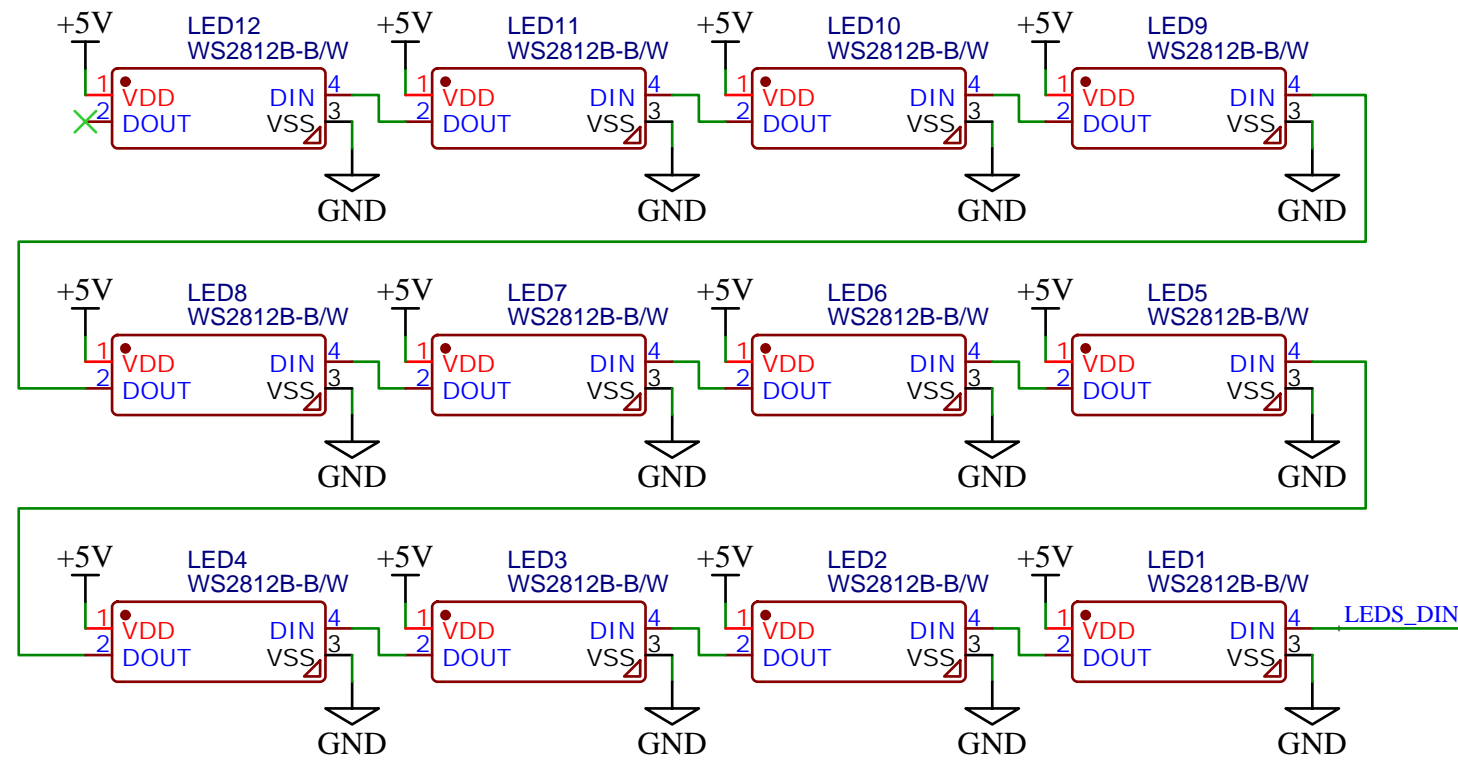 +5V LED12 +5V LED11 +5V LED10 +5V LED9
WS2812B-B/W WS2812B-B/W WS2812B-B/W WS2812B-B/W
1 VDD DIN 4 1 VDD DIN 4 1 VDD DIN 4 1 VDD DIN 4
2 DOUT VSS 3 2 DOUT VSS 3 2 DOUT VSS 3 2 DOUT VSS 3
GND GND GND GND
+5V LED8 +5V LED7 +5V LED6 +5V LED5
WS2812B-B/W WS2812B-B/W WS2812B-B/W WS2812B-B/W
1 VDD DIN 4 1 VDD DIN 4 1 VDD DIN 4 1 VDD DIN 4
2 DOUT VSS 3 2 DOUT VSS 3 2 DOUT VSS 3 2 DOUT VSS 3
GND GND GND GND
+5V LED4 +5V LED3 +5V LED2 +5V LED1
WS2812B-B/W WS2812B-B/W WS2812B-B/W WS2812B-B/W
1 VDD DIN 4 1 VDD DIN 4 1 VDD DIN 4 1 VDD DIN 4 LEDS_DIN
2 DOUT VSS 3 2 DOUT VSS 3 2 DOUT VSS 3 2 DOUT VSS 3
GND GND GND GND